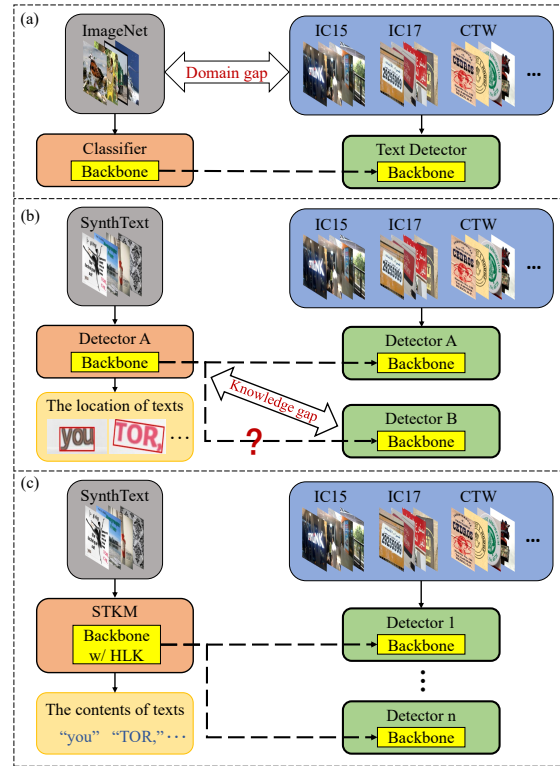 (a)
ImageNet
IC15 IC17 CTW
...
Domain gap
Classifier
Backbone
Text Detector
Backbone
(b)
SynthText
IC15 IC17 CTW
...
Detector A
Backbone
Detector A
Backbone
Knowledge gap
The location of texts
you TOR, ...
?
Detector B
Backbone
(c)
SynthText
IC15 IC17 CTW
...
STKM
Backbone
w/ HLK
Detector 1
Backbone
The contents of texts
“you” “TOR,” ...
Detector n
Backbone